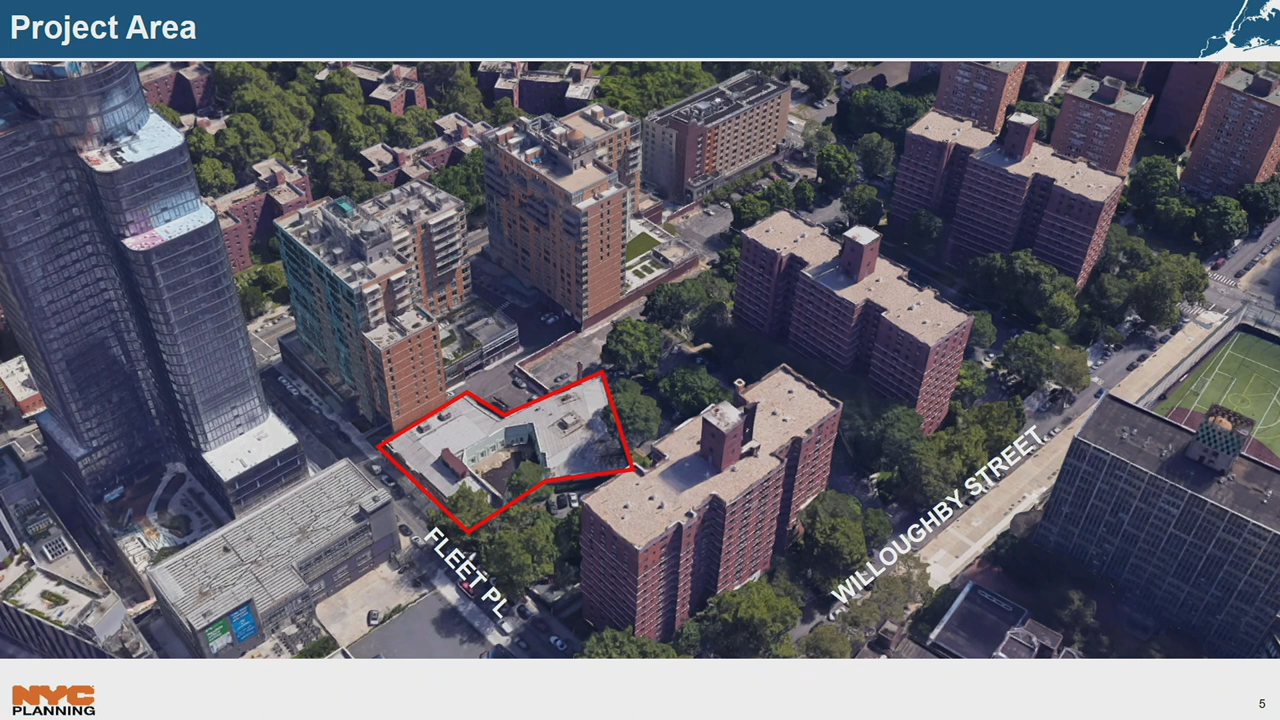 Project Area
FLEET PL
WILLOUGHBY STREET
NYC
PLANNING
5